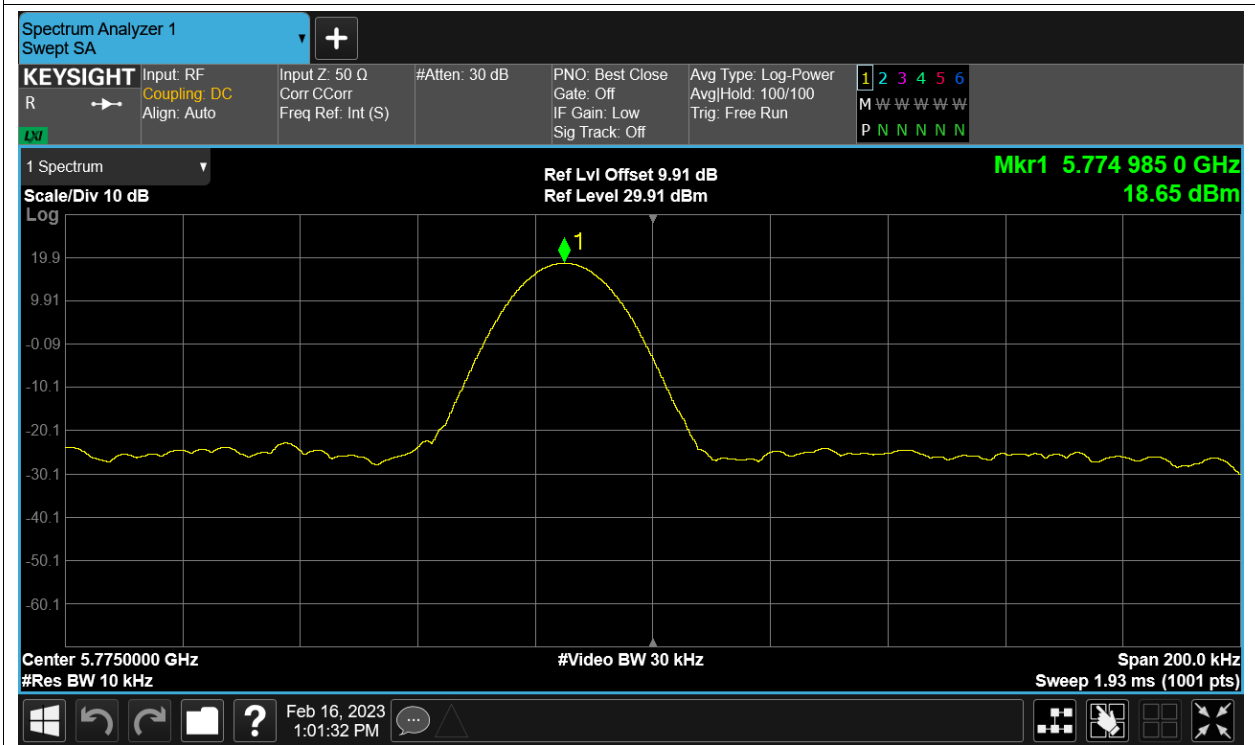 Spectrum Analyzer 1
Swept SA
+
KEYSIGHT
R
LXI
Input: RF
Coupling: DC
Align: Auto
Input Z: 50 Ω
Corr CCorr
Freq Ref: Int (S)
#Atten: 30 dB
PNO: Best Close
Gate: Off
IF Gain: Low
Sig Track: Off
Avg Type: Log-Power
Avg|Hold: 100/100
Trig: Free Run
1 2 3 4 5 6
M W W W W W
P N N N N N
1 Spectrum
Scale/Div 10 dB
Log
Ref Lvl Offset 9.91 dB
Ref Level 29.91 dBm
Mkr1 5.774 985 0 GHz
18.65 dBm
1
19.9
9.91
-0.09
-10.1
-20.1
-30.1
-40.1
-50.1
-60.1
Center 5.7750000 GHz
#Video BW 30 kHz
Span 200.0 kHz
#Res BW 10 kHz
Sweep 1.93 ms (1001 pts)
?
Feb 16, 2023
1:01:32 PM